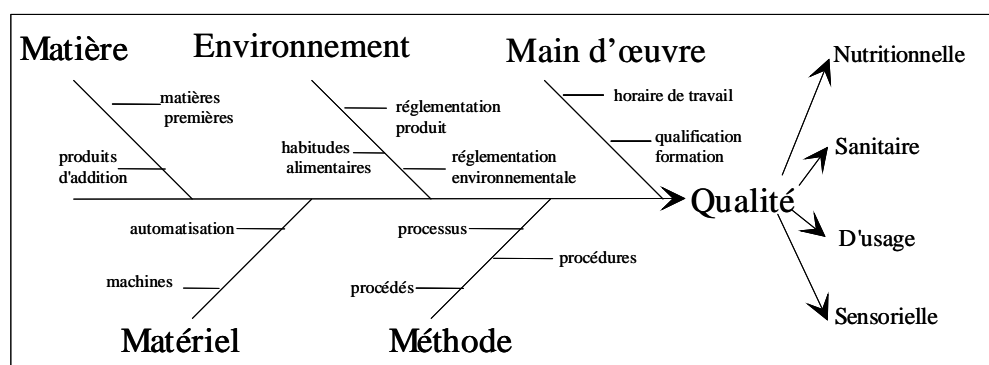 Matière
Environnement
Main d'œuvre
matières
premières
produits
d'addition
réglementation
produit
habitudes
alimentaires
réglementation
environnementale
horaire de travail
qualification
formation
Qualité
Nutritionnelle
Sanitaire
D'usage
Sensorielle
automatisation
machines
processus
procédures
procédés
Matériel
Méthode